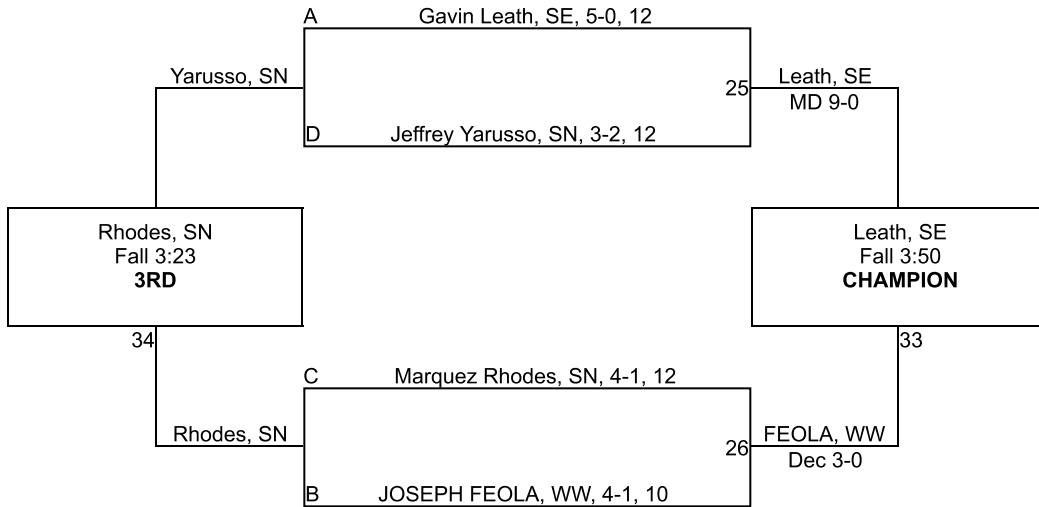 A
Gavin Leath, SE, 5-0, 12
Yarusso, SN
25
Leath, SE
MD 9-0
D
Jeffrey Yarusso, SN, 3-2, 12
Rhodes, SN
Fall 3:23
3RD
Leath, SE
Fall 3:50
CHAMPION
34
33
C
Marquez Rhodes, SN, 4-1, 12
Rhodes, SN
26
FEOLA, WW
Dec 3-0
B
JOSEPH FEOLA, WW, 4-1, 10